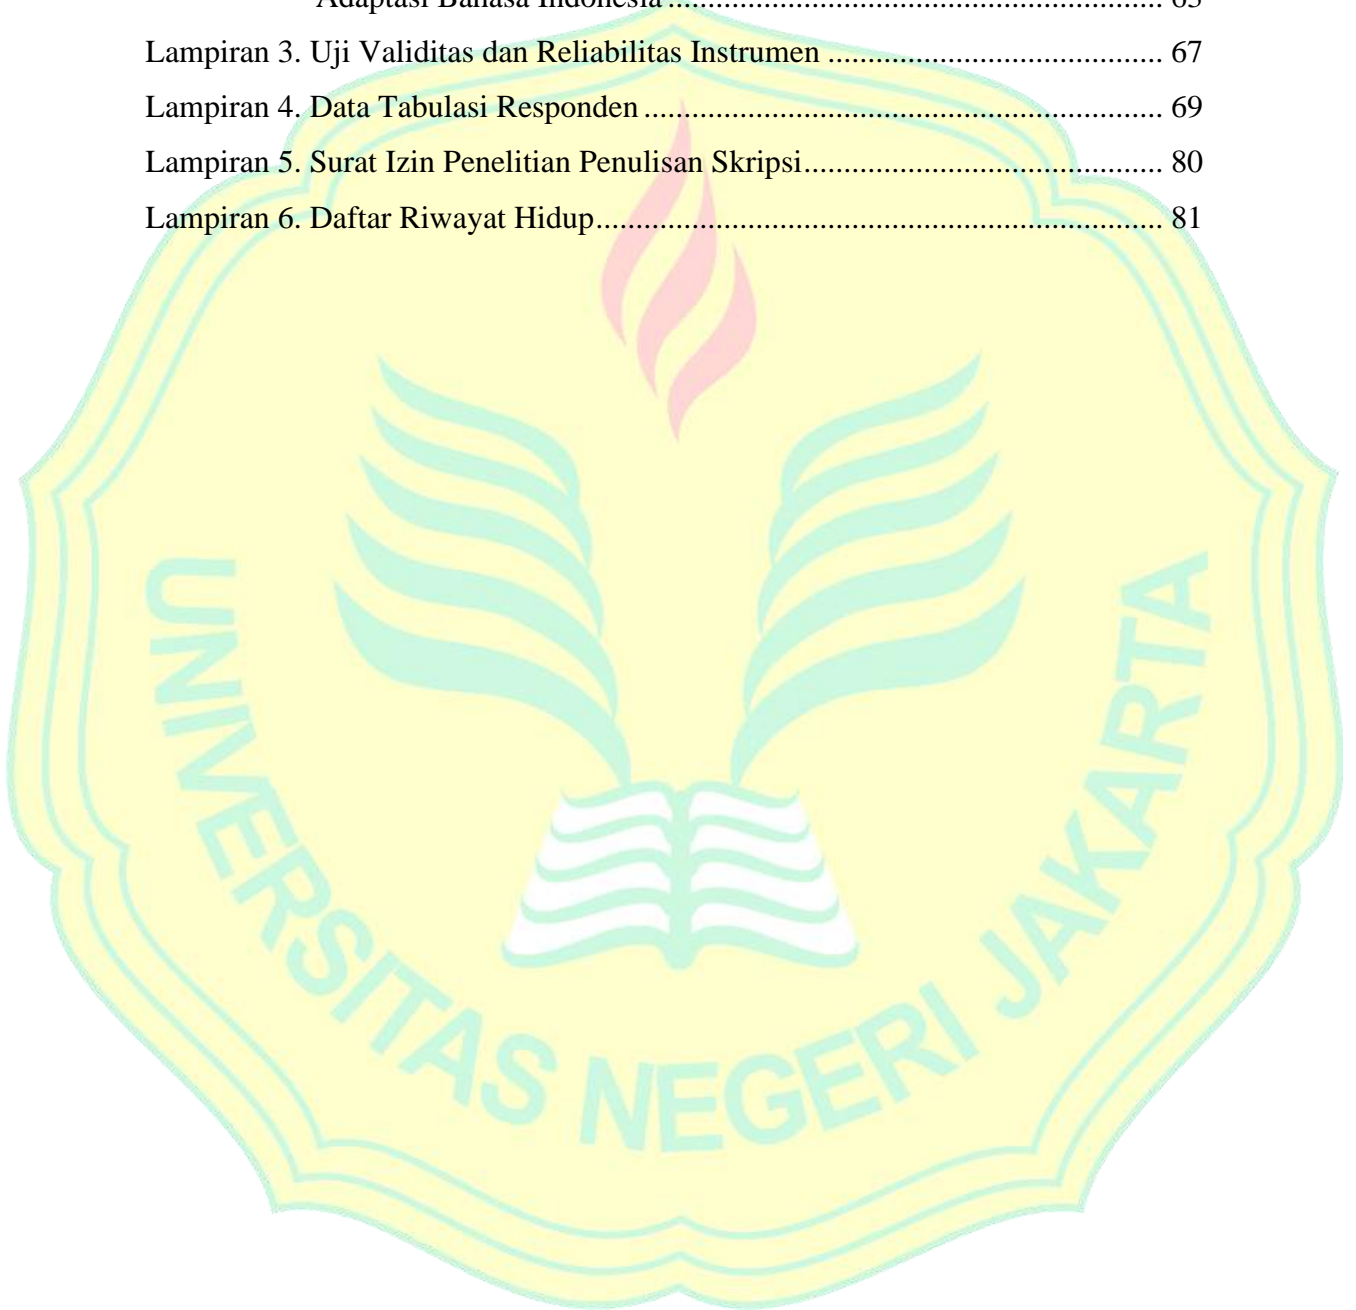 Adaptasi Bahasa Indonesia ............................................................. 63
Lampiran 3. Uji Validitas dan Reliabilitas Instrumen ......................................... 67
Lampiran 4. Data Tabulasi Responden ................................................................ 69
Lampiran 5. Surat Izin Penelitian Penulisan Skripsi............................................ 80
Lampiran 6. Daftar Riwayat Hidup...................................................................... 81
UNIVERSITAS NEGERI JAKARTA